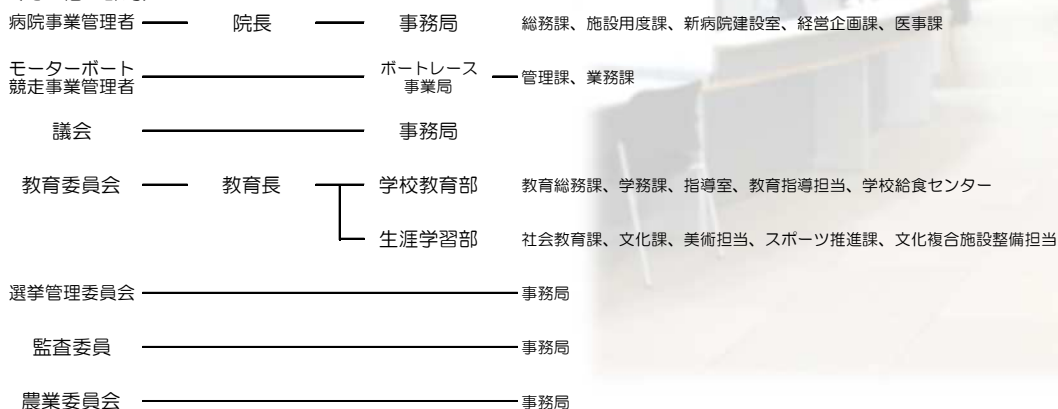 病院事業管理者 院長 事務局 総務課、施設用度課、新病院建設室、経営企画課、医事課
モーターボート
競走事業管理者 ボートレース
事業局 管理課、業務課
議会 事務局
教育委員会 教育長 学校教育部 教育総務課、学務課、指導室、教育指導担当、学校給食センター
生涯学習部 社会教育課、文化課、美術担当、スポーツ推進課、文化複合施設整備担当
選挙管理委員会 事務局
監査委員 事務局
農業委員会 事務局